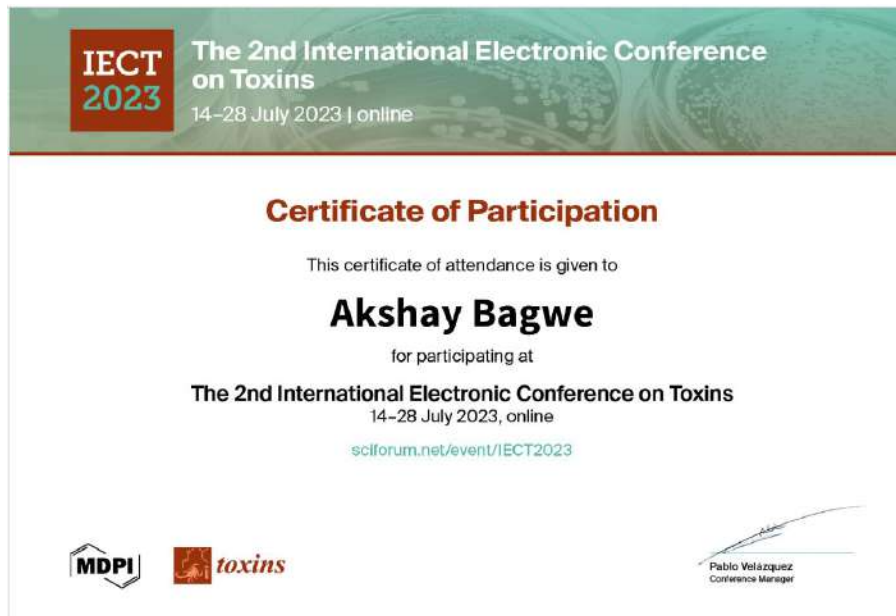 IECT
2023
The 2nd International Electronic Conference
on Toxins
14–28 July 2023 | online
Certificate of Participation
This certificate of attendance is given to
Akshay Bagwe
for participating at
The 2nd International Electronic Conference on Toxins
14–28 July 2023, online
sciforum.net/event/IECT2023
MDPI
toxins
Pablo Velázquez
Conference Manager